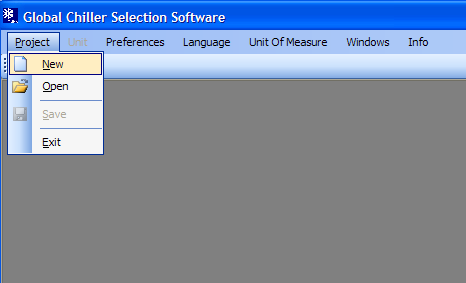 Global Chiller Selection Software
Project Unit Preferences Language Unit Of Measure Windows Info
New
Open
Save
Exit